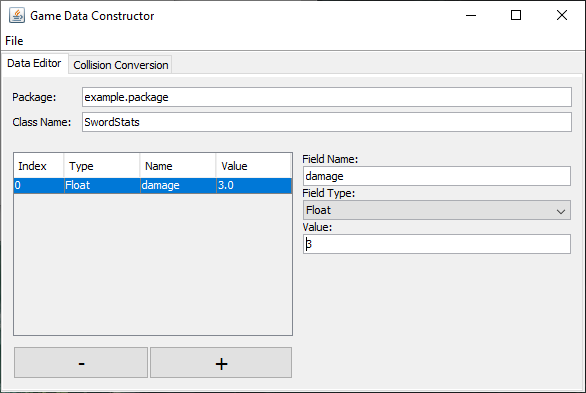 Game Data Constructor
File
Data Editor Collision Conversion
Package: example.package
Class Name: SwordStats
Index Type Name Value
0 Float damage 3.0
Field Name:
damage
Field Type:
Float
Value:
3
- +